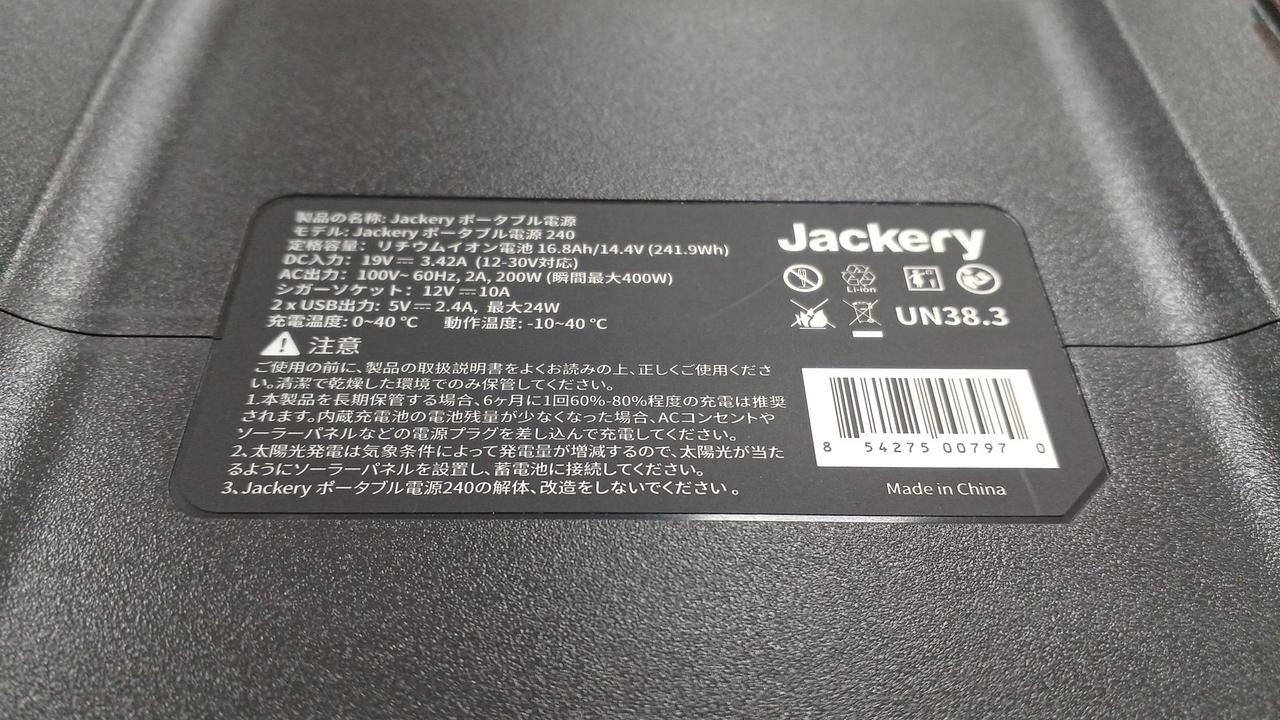 製品の名称: Jackery ポータブル電源
モデル: Jackery ポータブル電源 240
定格容量: リチウムイオン電池 16.8Ah/14.4V (241.9Wh)
DC入力: 19V⎓ 3.42A (12-30V対応)
AC出力: 100V~ 60Hz, 2A, 200W (瞬間最大400W)
シガーソケット: 12V⎓10A
2 x USB出力: 5V⎓2.4A, 最大24W
充電温度: 0~40 ℃ 動作温度: -10~40 ℃
注意
ご使用の前に、製品の取扱説明書をよくお読みの上、正しくご使用くださ
い。清潔で乾燥した環境でのみ保管してください。
1.本製品を長期保管する場合、6ヶ月に1回60%-80%程度の充電は推奨
されます。内蔵充電池の電池残量が少なくなった場合、ACコンセントや
ソーラーパネルなどの電源プラグを差し込んで充電してください。
2、太陽光発電は気象条件によって発電量が増減するので、太陽光が当た
るようにソーラーパネルを設置し、蓄電池に接続してください。
3、Jackery ポータブル電源240の解体、改造をしないでください。
Jackery
Li-ion
UN38.3
8 54275 00797 0
Made in China